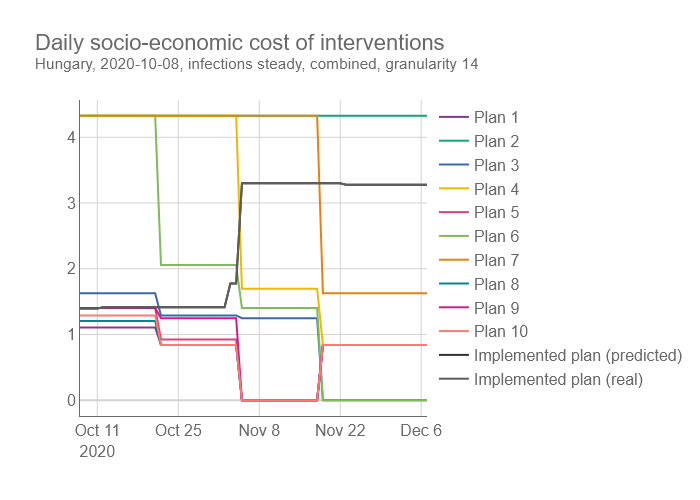 Daily socio-economic cost of interventions
Hungary, 2020-10-08, infections steady, combined, granularity 14
4
3
2
1
0
Oct 11
2020
Oct 25
Nov 8
Nov 22
Dec 6
Plan 1
Plan 2
Plan 3
Plan 4
Plan 5
Plan 6
Plan 7
Plan 8
Plan 9
Plan 10
Implemented plan (predicted)
Implemented plan (real)